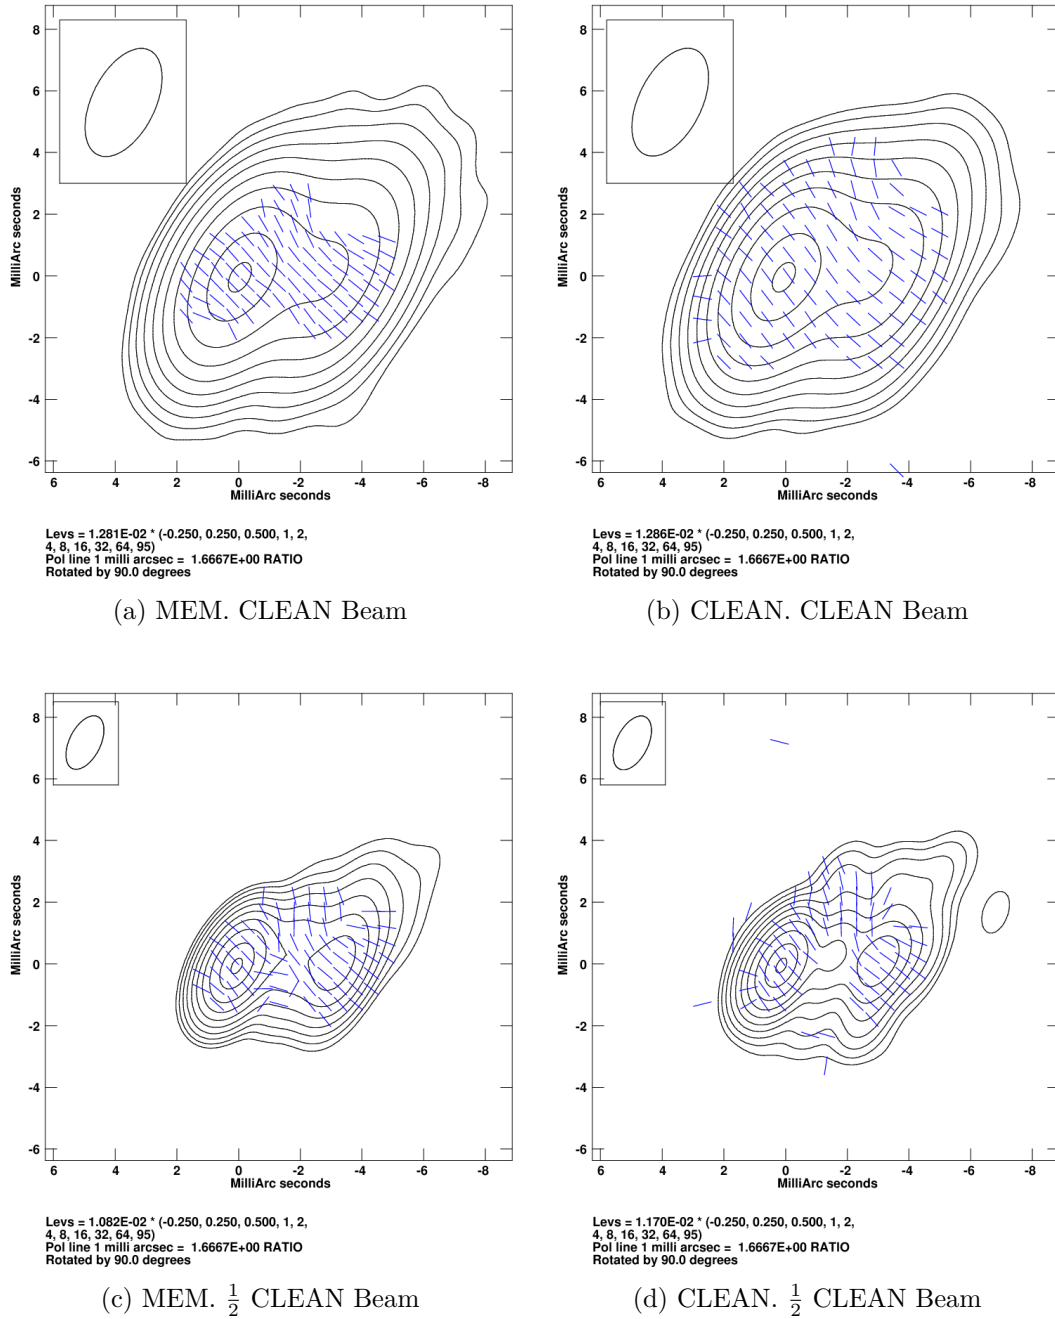 8
6
4
2
0
-2
-4
-6
MilliArc seconds
6 4 2 0 -2 -4 -6 -8
MilliArc seconds
Levs = 1.281E-02 * (-0.250, 0.250, 0.500, 1, 2,
4, 8, 16, 32, 64, 95)
Pol line 1 milli arcsec = 1.6667E+00 RATIO
Rotated by 90.0 degrees
(a) MEM. CLEAN Beam
8
6
4
2
0
-2
-4
-6
MilliArc seconds
6 4 2 0 -2 -4 -6 -8
MilliArc seconds
Levs = 1.286E-02 * (-0.250, 0.250, 0.500, 1, 2,
4, 8, 16, 32, 64, 95)
Pol line 1 milli arcsec = 1.6667E+00 RATIO
Rotated by 90.0 degrees
(b) CLEAN. CLEAN Beam
8
6
4
2
0
-2
-4
-6
MilliArc seconds
6 4 2 0 -2 -4 -6 -8
MilliArc seconds
Levs = 1.082E-02 * (-0.250, 0.250, 0.500, 1, 2,
4, 8, 16, 32, 64, 95)
Pol line 1 milli arcsec = 1.6667E+00 RATIO
Rotated by 90.0 degrees
(c) MEM. 1/2 CLEAN Beam
8
6
4
2
0
-2
-4
-6
MilliArc seconds
6 4 2 0 -2 -4 -6 -8
MilliArc seconds
Levs = 1.170E-02 * (-0.250, 0.250, 0.500, 1, 2,
4, 8, 16, 32, 64, 95)
Pol line 1 milli arcsec = 1.6667E+00 RATIO
Rotated by 90.0 degrees
(d) CLEAN. 1/2 CLEAN Beam